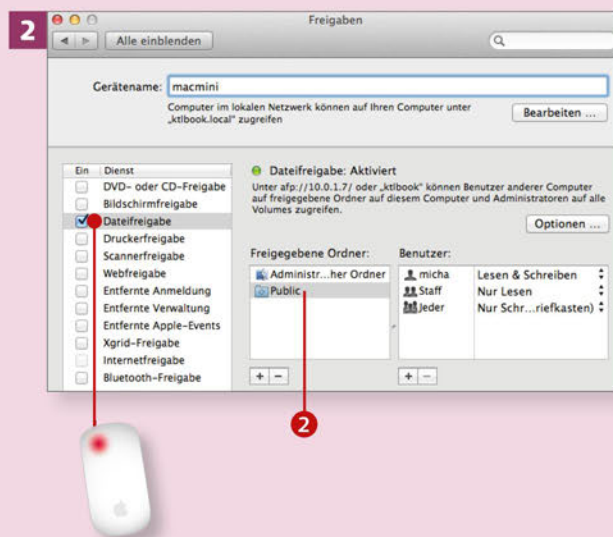 2
Freigaben
Alle einblenden
Gerätename: macmini
Computer im lokalen Netzwerk können auf Ihren Computer unter
„ktlbook.local“ zugreifen
Bearbeiten ...
Ein Dienst
DVD- oder CD-Freigabe
Bildschirmfreigabe
Dateifreigabe
Druckerfreigabe
Scannerfreigabe
Webfreigabe
Entfernte Anmeldung
Entfernte Verwaltung
Entfernte Apple-Events
Xgrid-Freigabe
Internetfreigabe
Bluetooth-Freigabe
Dateifreigabe: Aktiviert
Unter afp://10.0.1.7/ oder „ktlbook“ können Benutzer anderer Computer
auf freigegebene Ordner auf diesem Computer und Administratoren auf alle
Volumes zugreifen.
Optionen ...
Freigegebene Ordner:
Administr...her Ordner
Public
+ −
Benutzer:
micha Lesen & Schreiben
Staff Nur Lesen
Jeder Nur Schr...riefkasten)
+ −
2